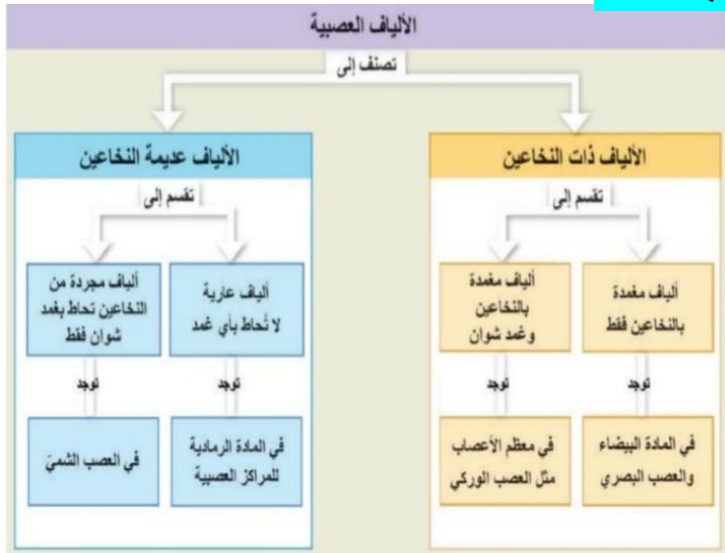 الألياف العصبية
تصنف إلى
الألياف ذات النخاعين
تقسم إلى
ألياف مغمدة
بالنخاعين فقط
توجد
في المادة البيضاء
والعصب البصري
ألياف مغمدة
بالنخاعين
وغمد شوان
توجد
في معظم الأعصاب
مثل العصب الوركي
الألياف عديمة النخاعين
تقسم إلى
ألياف عارية
لا تُحاط بأي غمد
توجد
في المادة الرمادية
للمراكز العصبية
ألياف مجردة من
النخاعين تحاط بغمد
شوان فقط
توجد
في العصب الشميّ